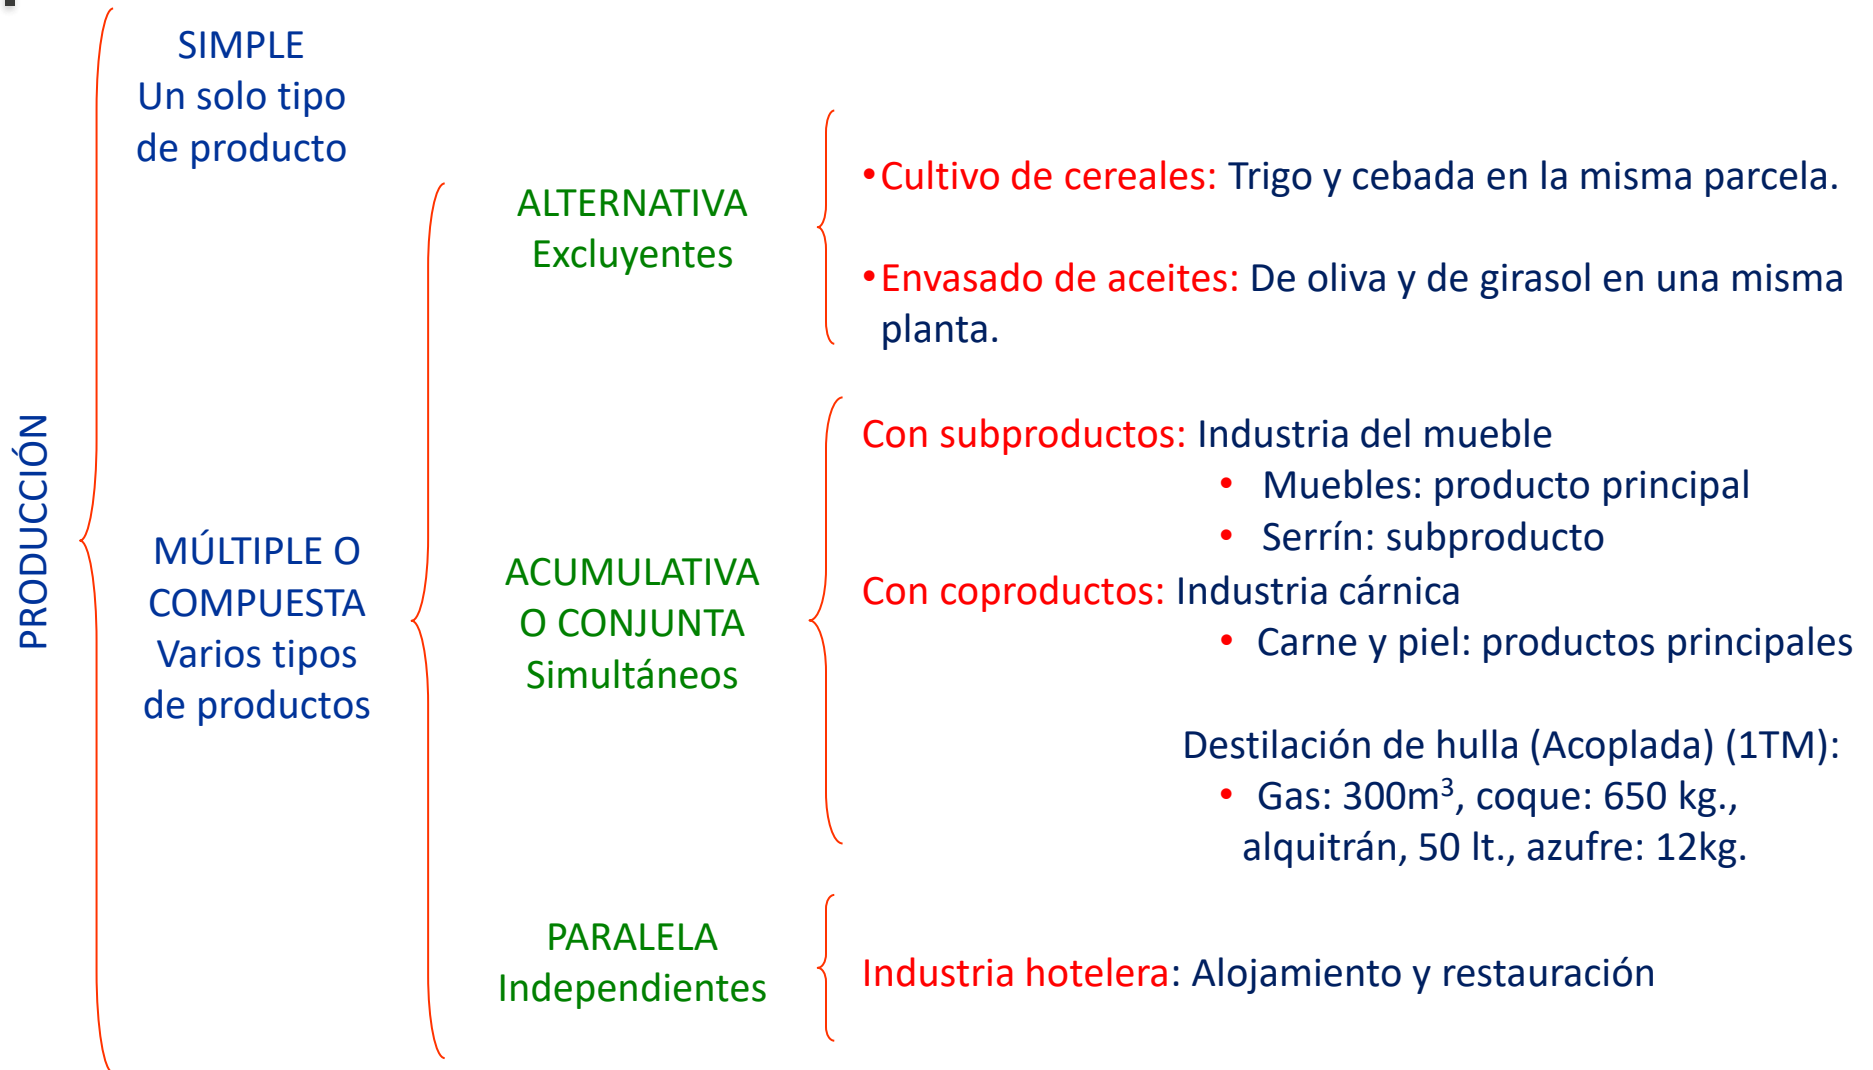 PRODUCCIÓN
SIMPLE
Un solo tipo
de producto
MÚLTIPLE O
COMPUESTA
Varios tipos
de productos
ALTERNATIVA
Excluyentes
•Cultivo de cereales: Trigo y cebada en la misma parcela.
•Envasado de aceites: De oliva y de girasol en una misma
planta.
ACUMULATIVA
O CONJUNTA
Simultáneos
Con subproductos: Industria del mueble
• Muebles: producto principal
• Serrín: subproducto
Con coproductos: Industria cárnica
• Carne y piel: productos principales
Destilación de hulla (Acoplada) (1TM):
• Gas: 300m³, coque: 650 kg.,
alquitrán, 50 lt., azufre: 12kg.
PARALELA
Independientes
Industria hotelera: Alojamiento y restauración